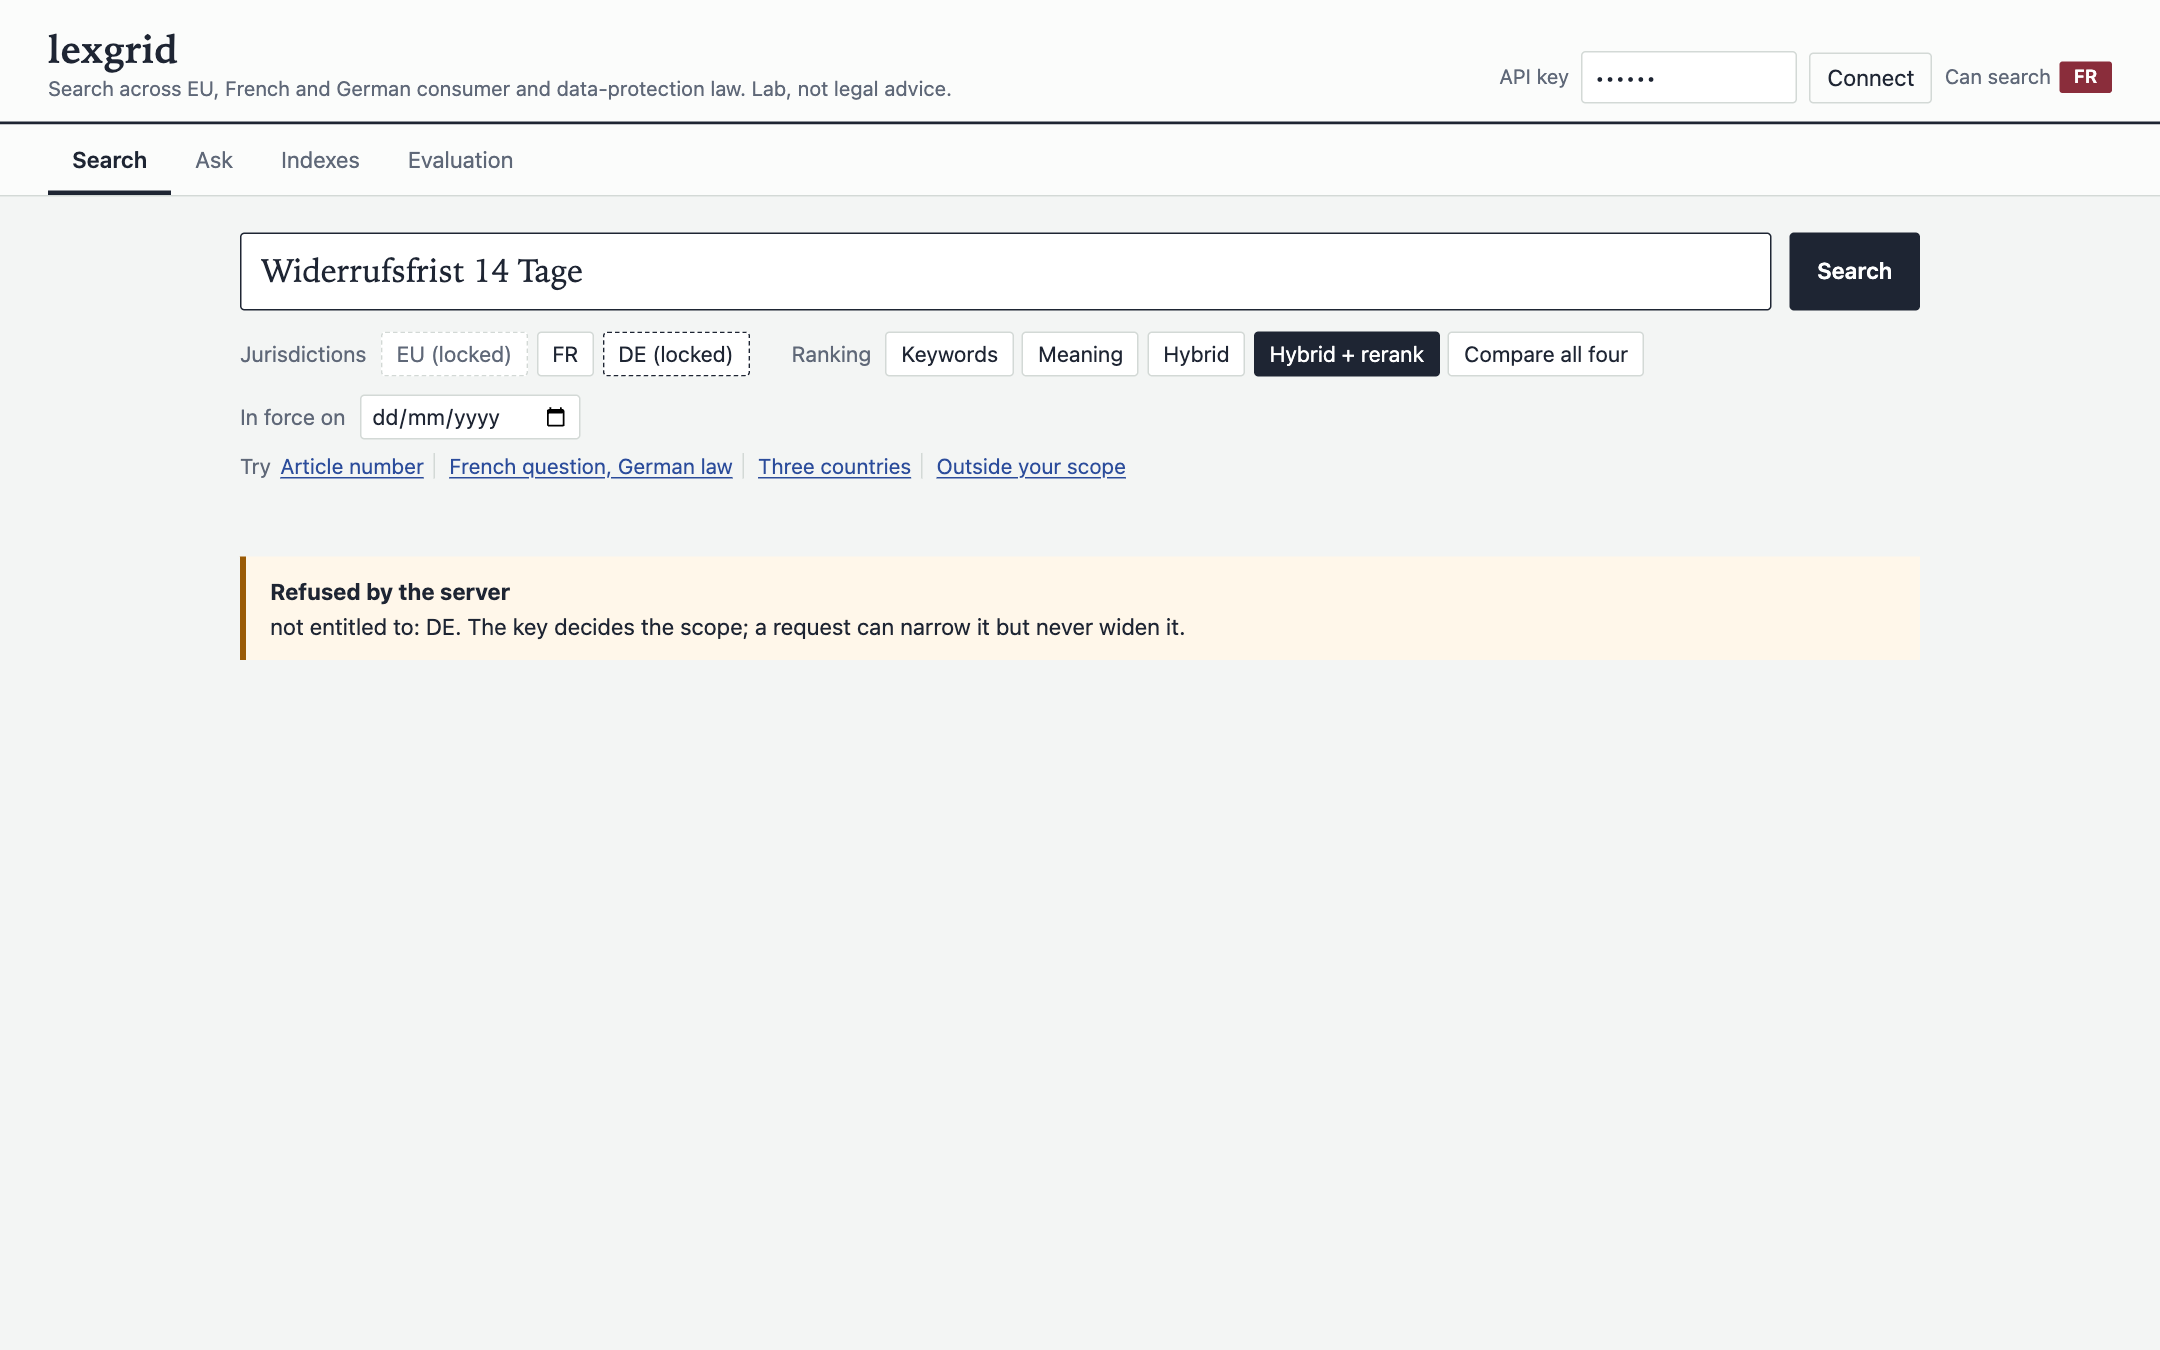 lexgrid
Search across EU, French and German consumer and data-protection law. Lab, not legal advice.
API key •••••• Connect Can search FR
Search Ask Indexes Evaluation
Widerrufsfrist 14 Tage Search
Jurisdictions EU (locked) FR DE (locked) Ranking Keywords Meaning Hybrid Hybrid + rerank Compare all four
In force on dd/mm/yyyy
Try Article number French question, German law Three countries Outside your scope
Refused by the server
not entitled to: DE. The key decides the scope; a request can narrow it but never widen it.